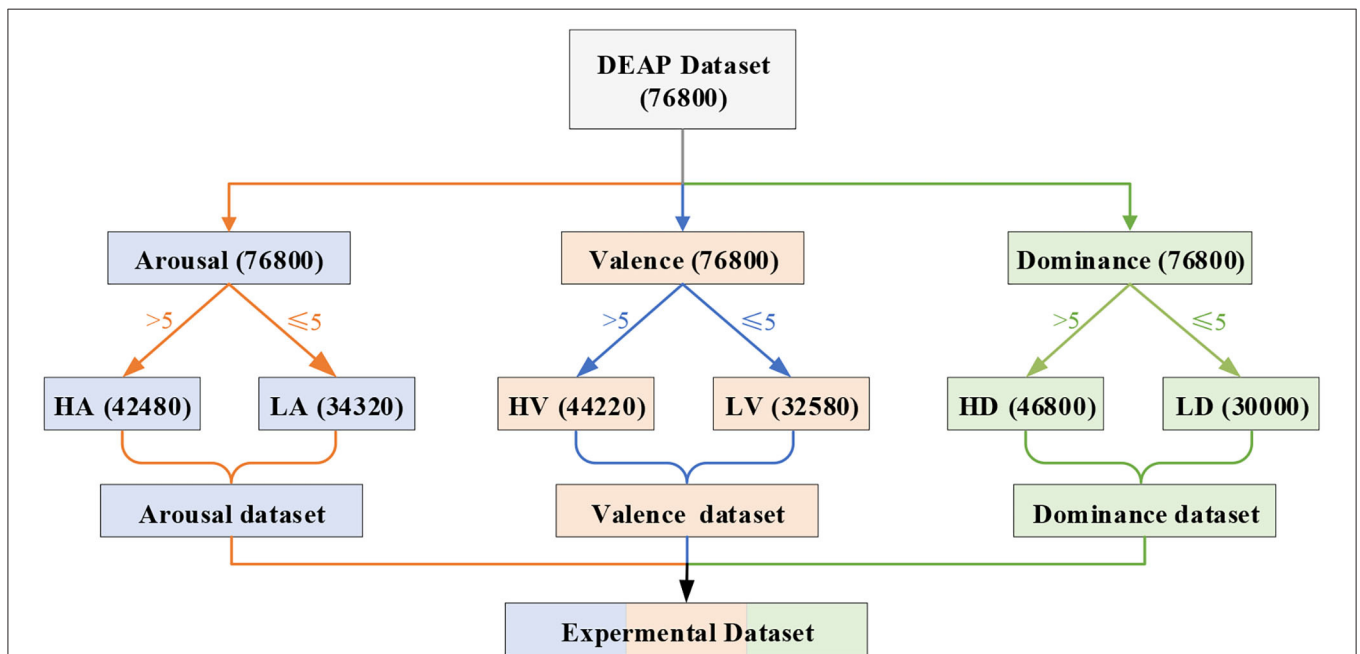 DEAP Dataset
(76800)
Arousal (76800)
Valence (76800)
Dominance (76800)
>5
≤5
>5
≤5
>5
≤5
HA (42480)
LA (34320)
HV (44220)
LV (32580)
HD (46800)
LD (30000)
Arousal dataset
Valence dataset
Dominance dataset
Expermental Dataset